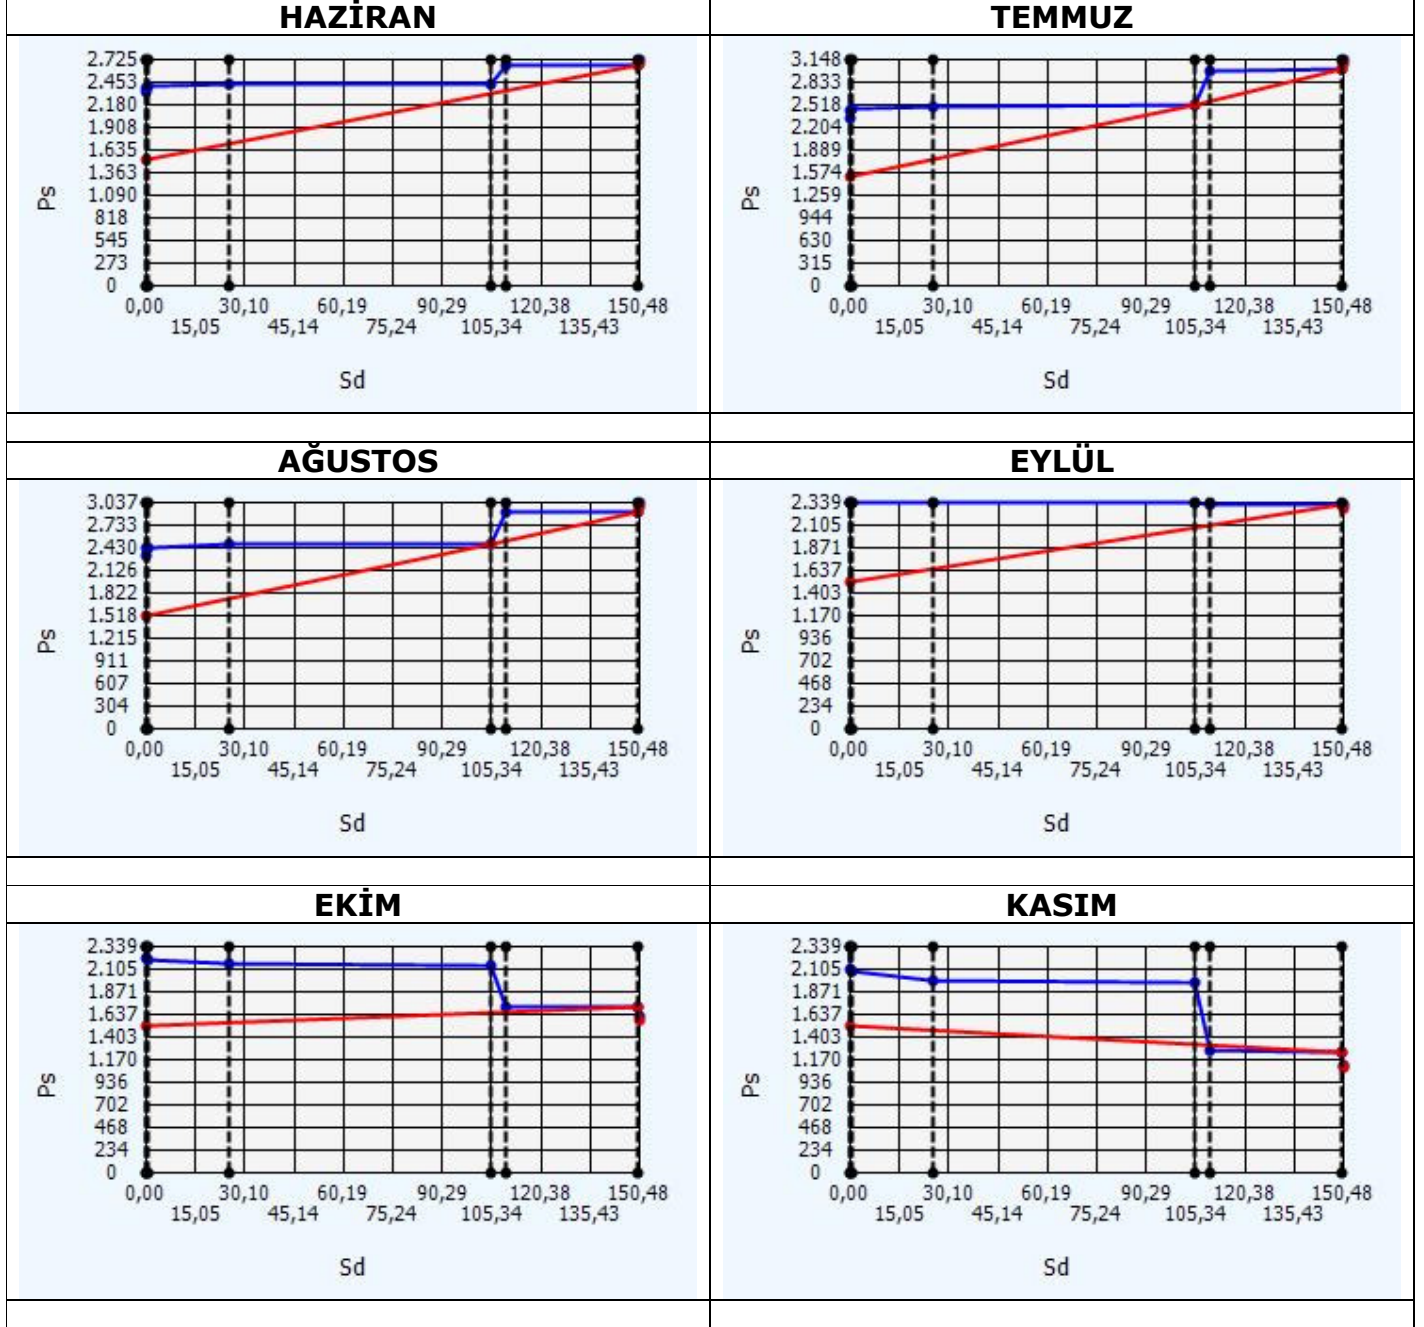 HAZİRAN
2.725
2.453
2.180
1.908
1.635
1.363
1.090
818
545
273
0
Ps
0,00 30,10 60,19 90,29 120,38 150,48
15,05 45,14 75,24 105,34 135,43
Sd
TEMMUZ
3.148
2.833
2.518
2.204
1.889
1.574
1.259
944
630
315
0
Ps
0,00 30,10 60,19 90,29 120,38 150,48
15,05 45,14 75,24 105,34 135,43
Sd
AĞUSTOS
3.037
2.733
2.430
2.126
1.822
1.518
1.215
911
607
304
0
Ps
0,00 30,10 60,19 90,29 120,38 150,48
15,05 45,14 75,24 105,34 135,43
Sd
EYLÜL
2.339
2.105
1.871
1.637
1.403
1.170
936
702
468
234
0
Ps
0,00 30,10 60,19 90,29 120,38 150,48
15,05 45,14 75,24 105,34 135,43
Sd
EKİM
2.339
2.105
1.871
1.637
1.403
1.170
936
702
468
234
0
Ps
0,00 30,10 60,19 90,29 120,38 150,48
15,05 45,14 75,24 105,34 135,43
Sd
KASIM
2.339
2.105
1.871
1.637
1.403
1.170
936
702
468
234
0
Ps
0,00 30,10 60,19 90,29 120,38 150,48
15,05 45,14 75,24 105,34 135,43
Sd